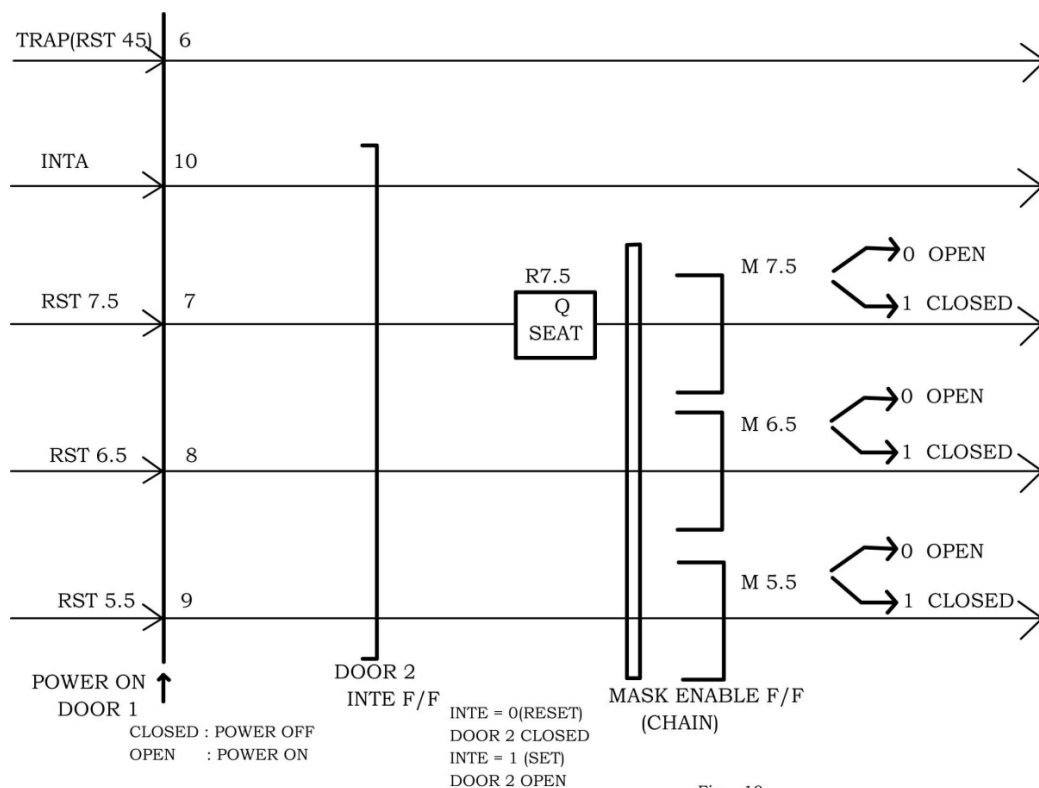 TRAP(RST 45) 6
INTA 10
M 7.5
0 OPEN
1 CLOSED
R7.5
Q
SEAT
RST 7.5 7
M 6.5
0 OPEN
1 CLOSED
RST 6.5 8
M 5.5
0 OPEN
1 CLOSED
RST 5.5 9
POWER ON
DOOR 1
CLOSED : POWER OFF
OPEN : POWER ON
DOOR 2
INTE F/F
INTE = 0(RESET)
DOOR 2 CLOSED
INTE = 1 (SET)
DOOR 2 OPEN
MASK ENABLE F/F
(CHAIN)